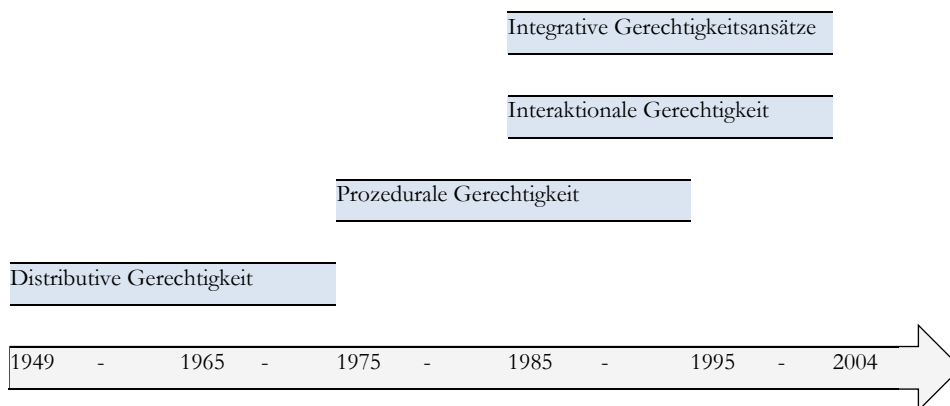 Integrative Gerechtigkeitsansätze
Interaktionale Gerechtigkeit
Prozedurale Gerechtigkeit
Distributive Gerechtigkeit
1949 - 1965 - 1975 - 1985 - 1995 - 2004